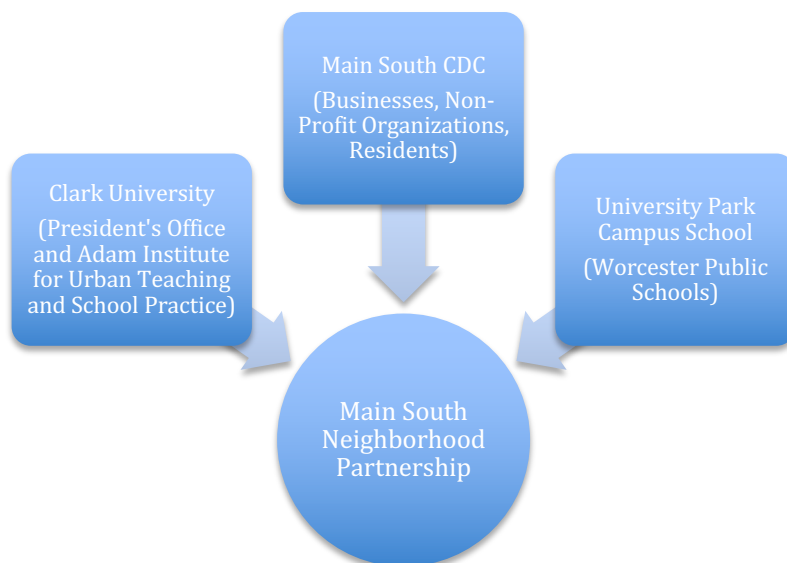 Main South CDC
(Businesses, Non-
Profit Organizations,
Residents)
Clark University
(President's Office
and Adam Institute
for Urban Teaching
and School Practice)
University Park
Campus School
(Worcester Public
Schools)
Main South
Neighborhood
Partnership